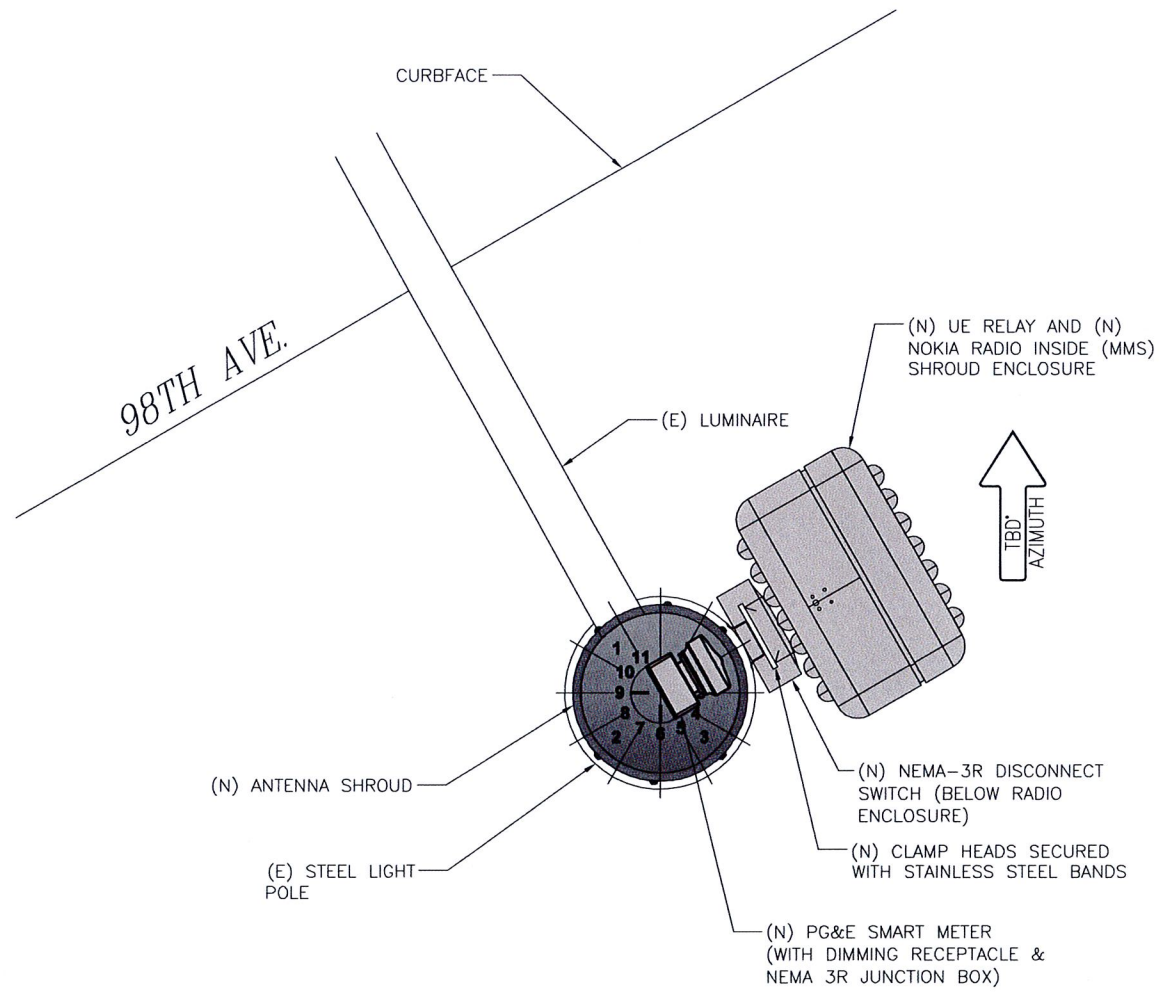 CURBFACE
98TH AVE.
(N) UE RELAY AND (N)
NOKIA RADIO INSIDE (MMS)
SHROUD ENCLOSURE
(E) LUMINAIRE
TBD°
AZIMUTH
1
11
10
9
8
2
7
6
5
4
3
3
(N) ANTENNA SHROUD
(E) STEEL LIGHT
POLE
(N) NEMA-3R DISCONNECT
SWITCH (BELOW RADIO
ENCLOSURE)
(N) CLAMP HEADS SECURED
WITH STAINLESS STEEL BANDS
(N) PG&E SMART METER
(WITH DIMMING RECEPTACLE &
NEMA 3R JUNCTION BOX)